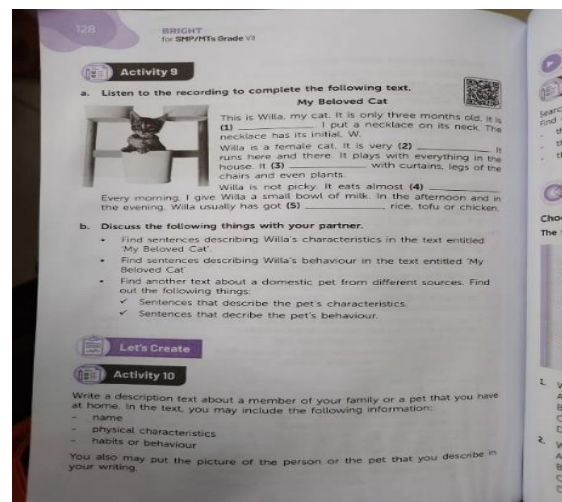 128
BRIGHT
for SMP/MTs Grade VII
Activity 9
a. Listen to the recording to complete the following text.
My Beloved Cat
This is Willa, my cat. It is only three months old. It is
(1) ____________. I put a necklace on its neck. The
necklace has its initial, W.
Willa is a female cat. It is very (2) ____________. It
runs here and there. It plays with everything in the
house. It (3) ____________ with curtains, legs of the
chairs and even plants.
Willa is not picky. It eats almost (4) ____________.
Every morning, I give Willa a small bowl of milk. In the afternoon and in
the evening, Willa usually has got (5) ____________ rice, tofu or chicken.
b. Discuss the following things with your partner.
• Find sentences describing Willa's characteristics in the text entitled
'My Beloved Cat'.
• Find sentences describing Willa's behaviour in the text entitled 'My
Beloved Cat'
• Find another text about a domestic pet from different sources. Find
out the following things:
✓ Sentences that describe the pet's characteristics.
✓ Sentences that decribe the pet's behaviour.
Let's Create
Activity 10
Write a description text about a member of your family or a pet that you have
at home. In the text, you may include the following information:
- name
- physical characteristics
- habits or behaviour
You also may put the picture of the person or the pet that you describe in
your writing.
The
1.
2.